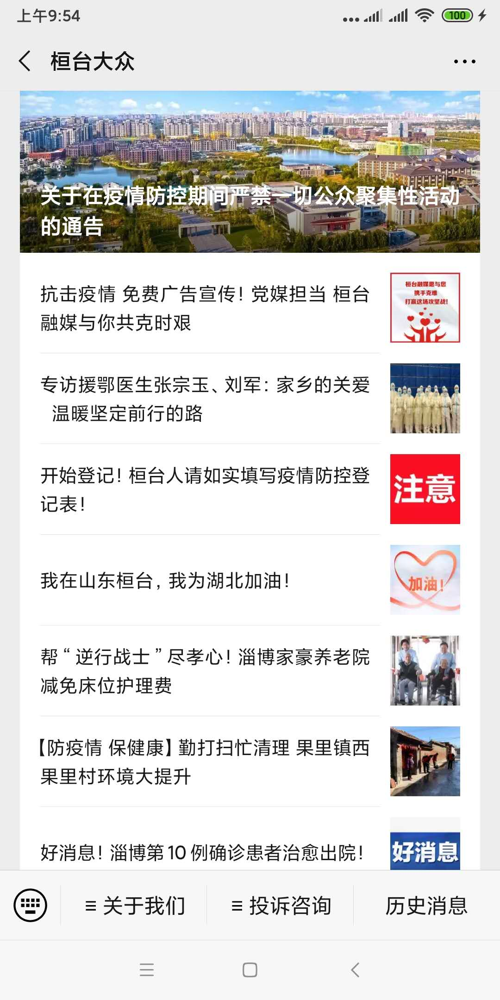 上午9:54
100
桓台大众
关于在疫情防控期间严禁一切公众聚集性活动
的通告
抗击疫情 免费广告宣传！党媒担当 桓台
融媒与你共克时艰
桓台融媒愿与您
携手克难
打赢这场攻坚战！
专访援鄂医生张宗玉、刘军：家乡的关爱
温暖坚定前行的路
开始登记！桓台人请如实填写疫情防控登
记表！
注意
我在山东桓台，我为湖北加油！
加油！
帮“逆行战士”尽孝心！淄博家豪养老院
减免床位护理费
【防疫情 保健康】勤打扫忙清理 果里镇西
果里村环境大提升
好消息！淄博第10例确诊患者治愈出院！
好消息
关于我们
投诉咨询
历史消息